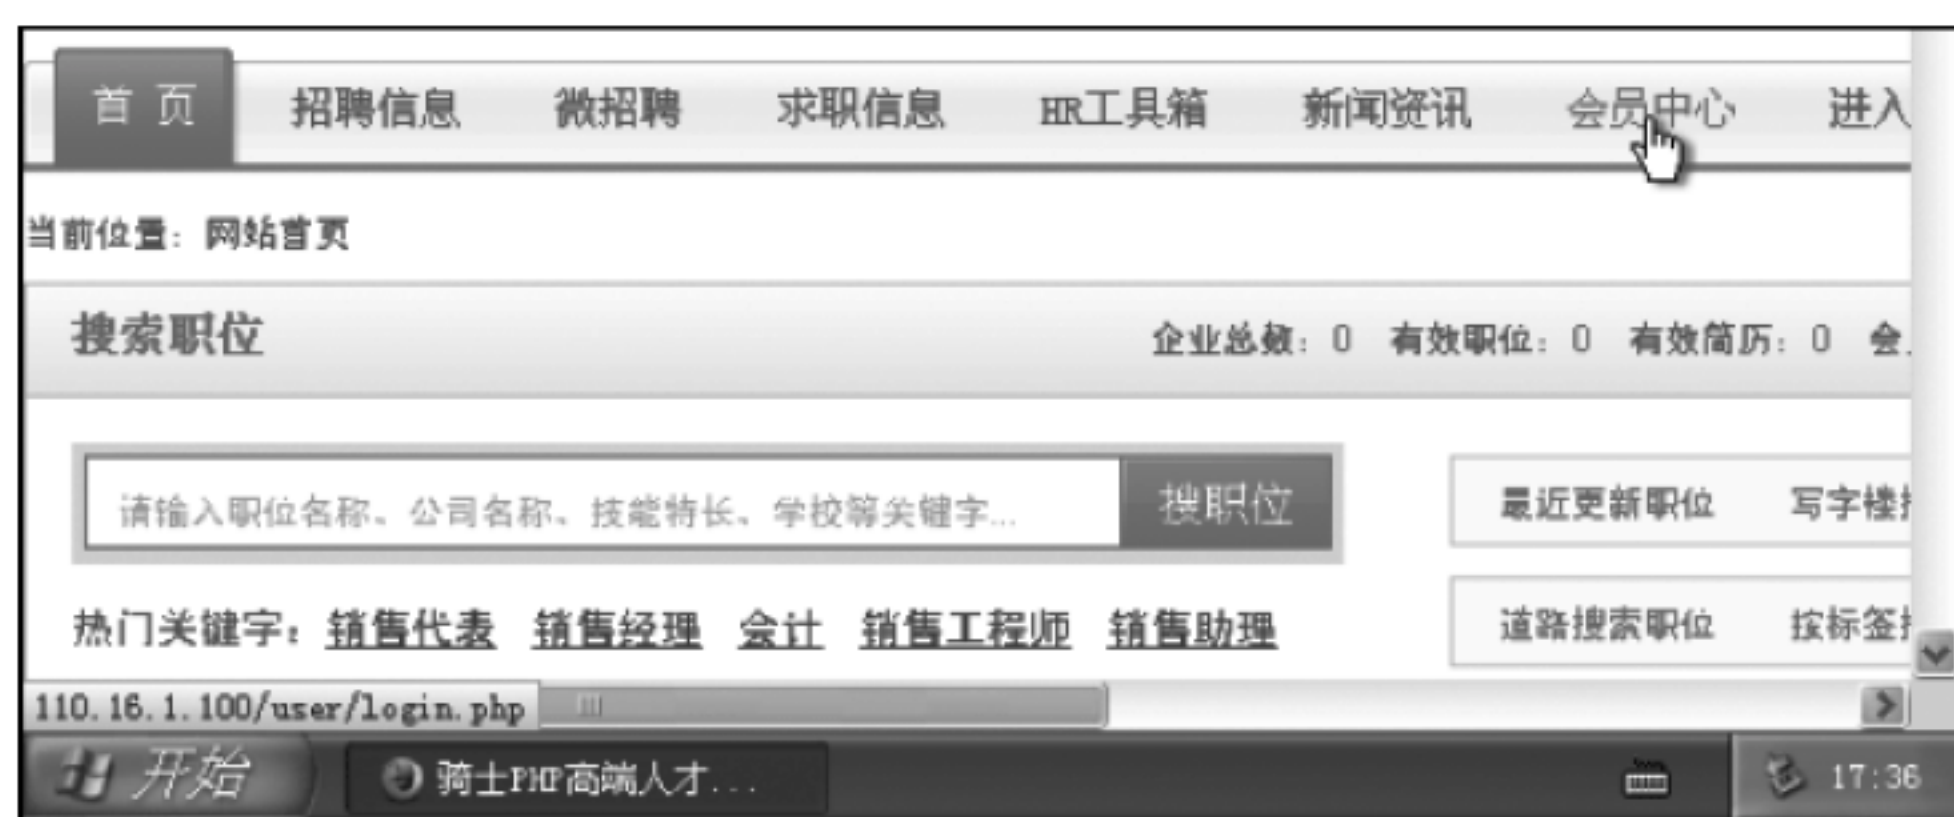 首 页 招聘信息 微招聘 求职信息 HR工具箱 新闻资讯 会员中心 进入
当前位置: 网站首页
搜索职位 企业总数: 0 有效职位: 0 有效简历: 0 会
请输入职位名称、公司名称、技能特长、学校等关键字... 搜职位 最近更新职位 写字楼
热门关键字: 销售代表 销售经理 会计 销售工程师 销售助理 道路搜索职位 按标签
110.16.1.100/user/login.php
开始 骑士PHP高端人才... 17:36